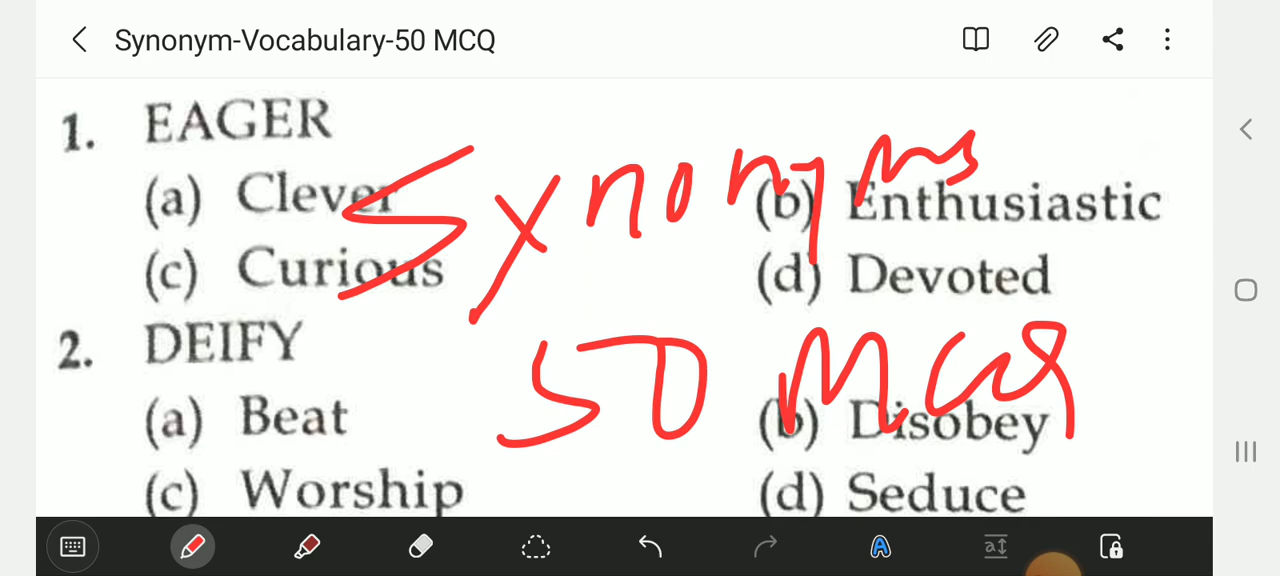 Synonym-Vocabulary-50 MCQ
1. EAGER
(a) Clever (b) Enthusiastic
(c) Curious (d) Devoted
Synonyms
2. DEIFY
(a) Beat (b) Disobey
50 MCQ
(c) Worship (d) Seduce